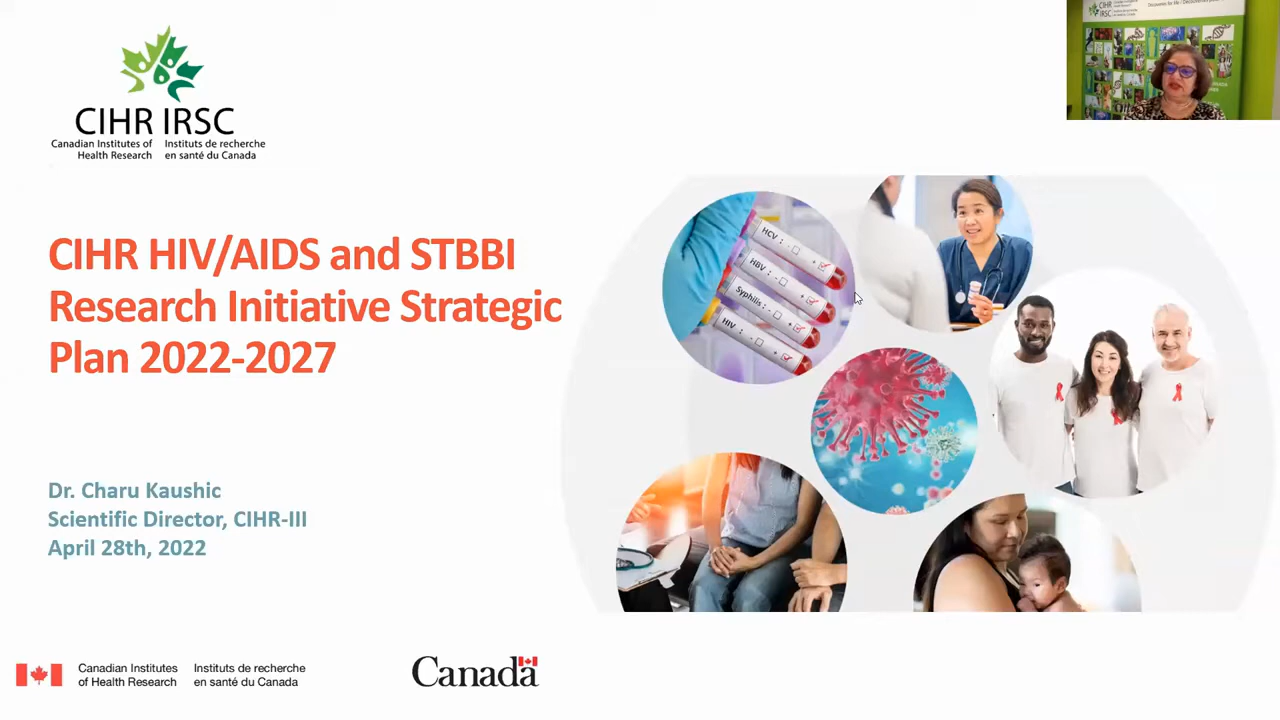 CIHR IRSC
Canadian Institutes of Health Research
Instituts de recherche en santé du Canada
CIHR HIV/AIDS and STBBI
Research Initiative Strategic
Plan 2022-2027
Dr. Charu Kaushic
Scientific Director, CIHR-III
April 28th, 2022
HCV : - +
HBV : - +
Syphilis : - +
HIV : - +
CIHR
IRSC
Canadian Institutes
of Health Research
Instituts de recherche
en santé du Canada
Canada